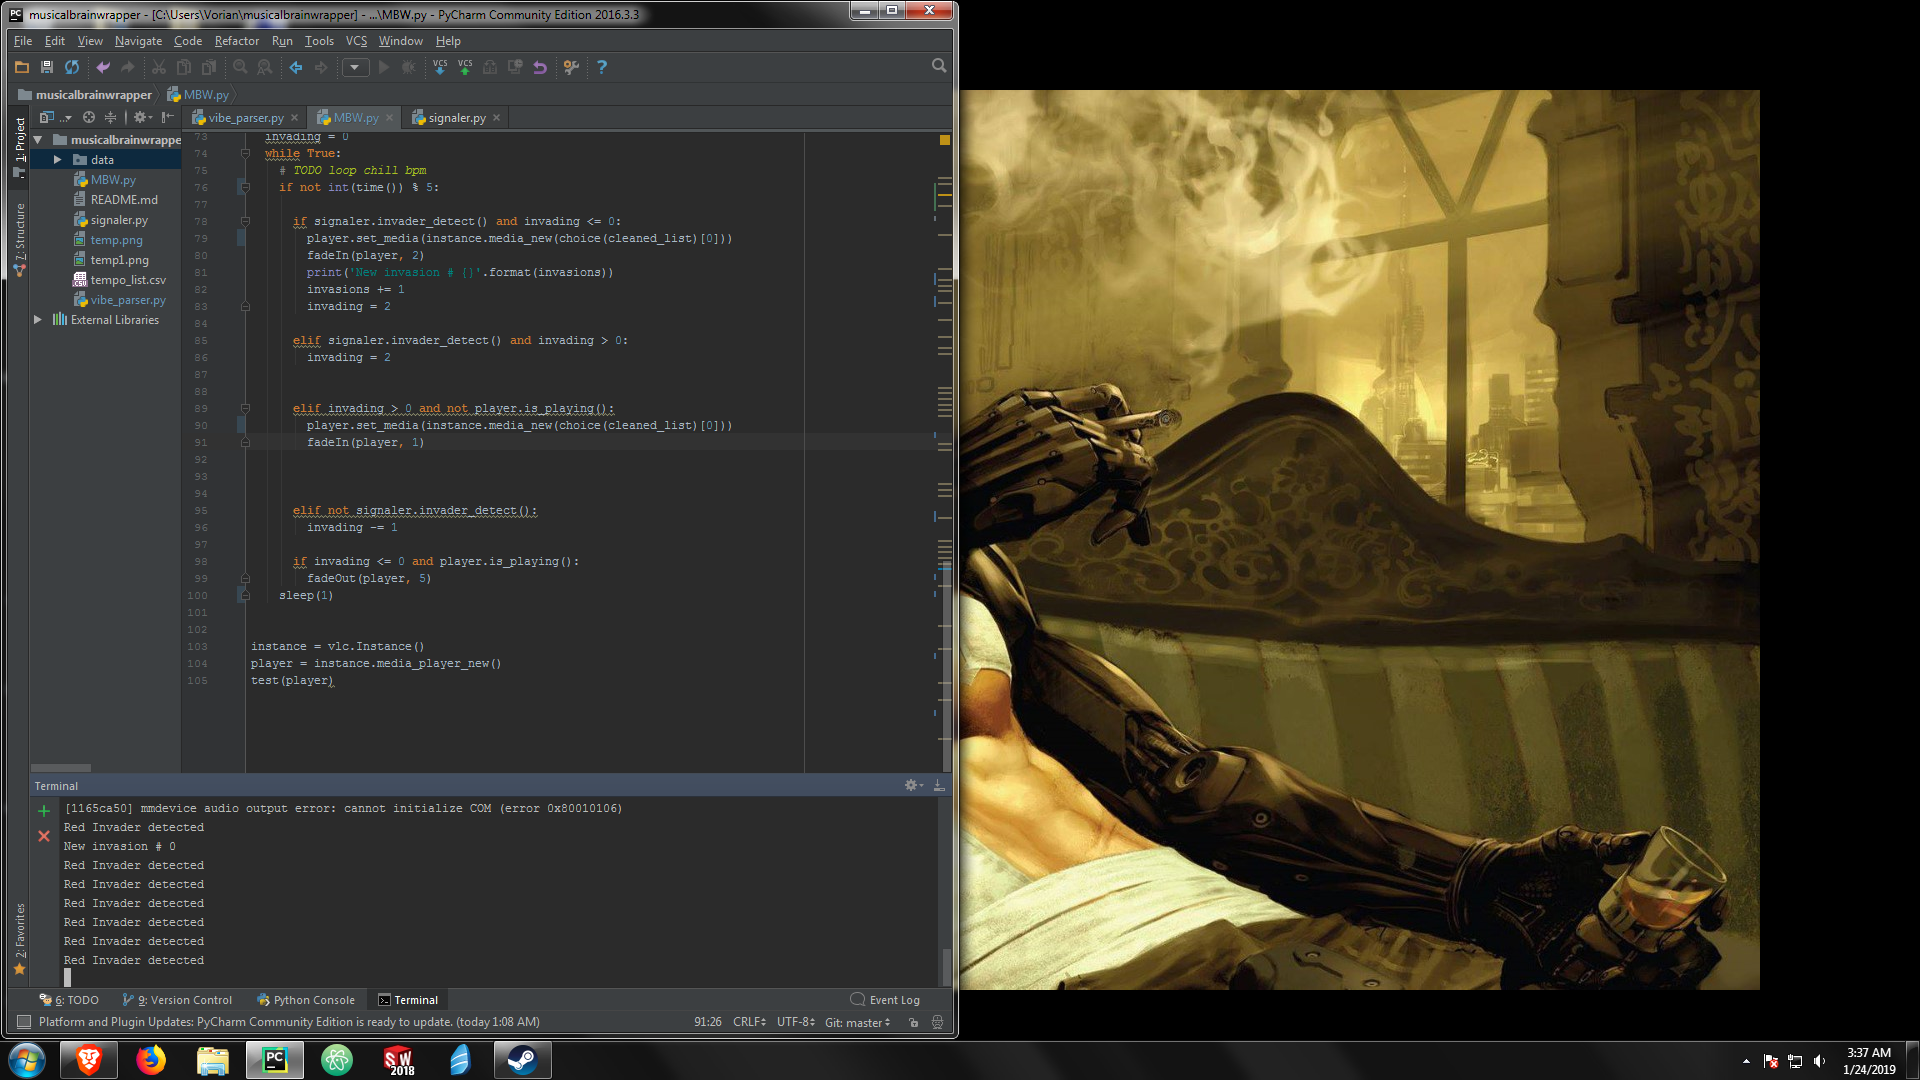 musicalbrainwrapper - [C:\Users\Vorian\musicalbrainwrapper] - ...\MBW.py - PyCharm Community Edition 2016.3.3
File Edit View Navigate Code Refactor Run Tools VCS Window Help
VCS VCS
musicalbrainwrapper MBW.py
vibe_parser.py MBW.py signaler.py
1: Project
7: Structure
2: Favorites
musicalbrainwrappe
data
MBW.py
README.md
signaler.py
temp.png
temp1.png
tempo_list.csv
vibe_parser.py
External Libraries
73 invading = 0
74 while True:
75 # TODO loop chill bpm
76 if not int(time()) % 5:
77
78 if signaler.invader_detect() and invading <= 0:
79 player.set_media(instance.media_new(choice(cleaned_list)[0]))
80 fadeIn(player, 2)
81 print('New invasion # {}'.format(invasions))
82 invasions += 1
83 invading = 2
84
85 elif signaler.invader_detect() and invading > 0:
86 invading = 2
87
88
89 elif invading > 0 and not player.is_playing():
90 player.set_media(instance.media_new(choice(cleaned_list)[0]))
91 fadeIn(player, 1)
92
93
94
95 elif not signaler.invader_detect():
96 invading -= 1
97
98 if invading <= 0 and player.is_playing():
99 fadeOut(player, 5)
100 sleep(1)
101
102
103 instance = vlc.Instance()
104 player = instance.media_player_new()
105 test(player)
Terminal
[1165ca50] mmdevice audio output error: cannot initialize COM (error 0x80010106)
Red Invader detected
New invasion # 0
Red Invader detected
Red Invader detected
Red Invader detected
Red Invader detected
Red Invader detected
Red Invader detected
6: TODO 9: Version Control Python Console Terminal Event Log
Platform and Plugin Updates: PyCharm Community Edition is ready to update. (today 1:08 AM) 91:26 CRLF UTF-8 Git: master
PC SW 2018
3:37 AM
1/24/2019